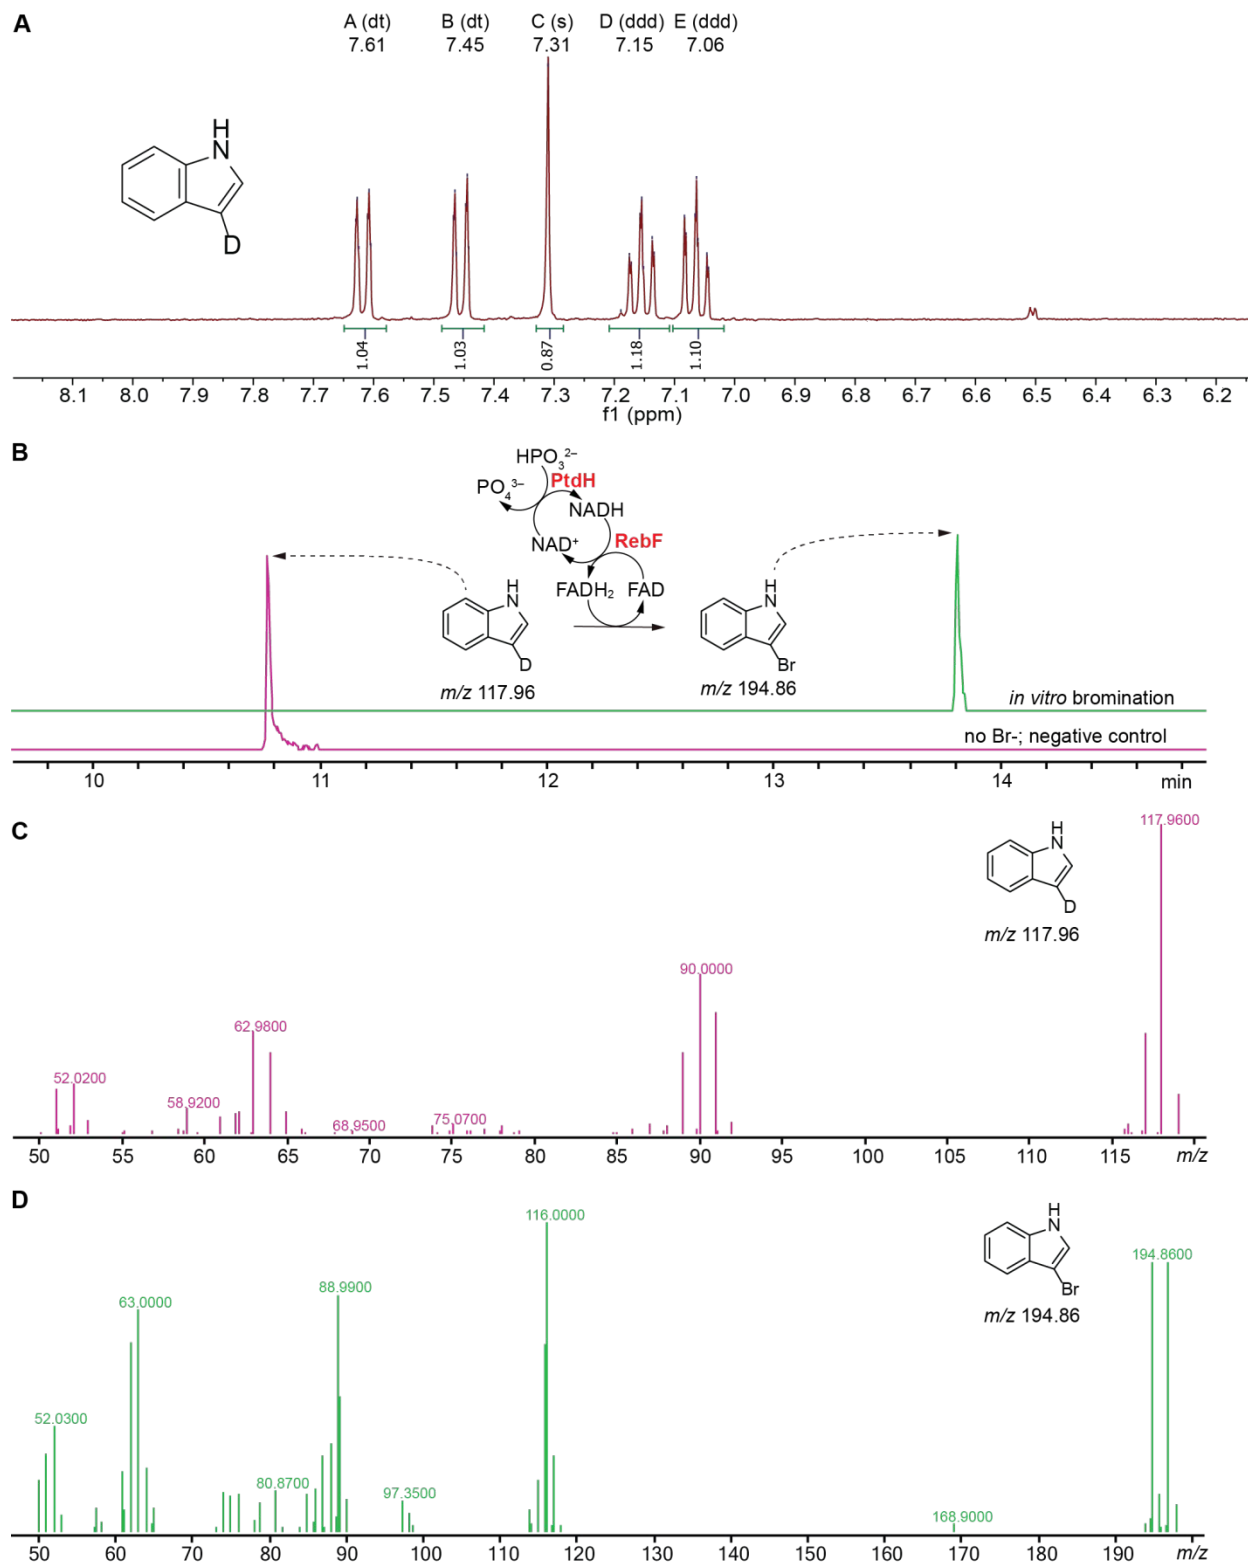 A
A (dt) B (dt) C (s) D (ddd) E (ddd)
7.61 7.45 7.31 7.15 7.06
H
N
D
1.04 1.03 0.87 1.18 1.10
8.1 8.0 7.9 7.8 7.7 7.6 7.5 7.4 7.3 7.2 7.1 7.0 6.9 6.8 6.7 6.6 6.5 6.4 6.3 6.2
f1 (ppm)
B
HPO₃²⁻
PtdH
PO₄³⁻
NADH
NAD⁺
RebF
FADH₂ FAD
H
N
D
m/z 117.96
H
N
Br
m/z 194.86
in vitro bromination
no Br-; negative control
10 11 12 13 14 min
C
117.9600
H
N
D
m/z 117.96
90.0000
62.9800
52.0200
58.9200
68.9500
75.0700
50 55 60 65 70 75 80 85 90 95 100 105 110 115 m/z
D
116.0000
H
N
Br
m/z 194.86
194.8600
88.9900
63.0000
52.0300
80.8700
97.3500
168.9000
50 60 70 80 90 100 110 120 130 140 150 160 170 180 190 m/z